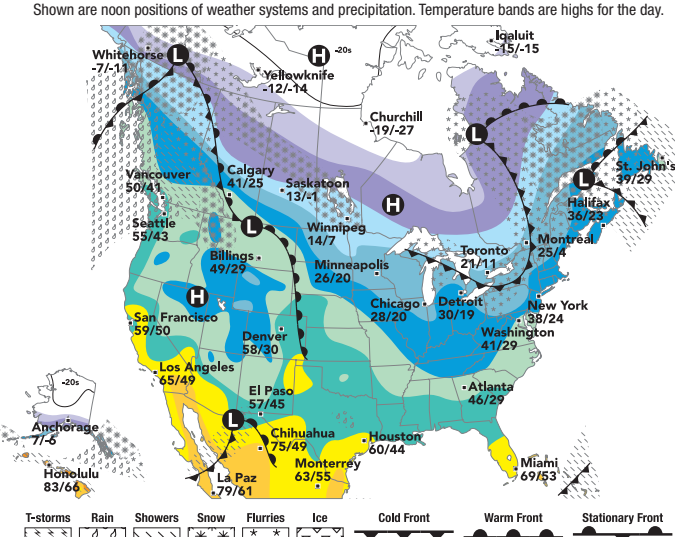 Shown are noon positions of weather systems and precipitation. Temperature bands are highs for the day.
Iqaluit
-15/-15
Whitehorse
-7/-11
L
H
-20s
Yellowknife
-12/-14
Churchill
-19/-27
L
Vancouver
50/41
Calgary
41/25
Saskatoon
13/-1
L
St. John's
39/29
H
Halifax
36/23
Seattle
55/43
L
Winnipeg
14/7
Montreal
25/4
Billings
49/29
Minneapolis
26/20
Toronto
21/11
H
Chicago
28/20
Detroit
30/19
New York
38/24
San Francisco
59/50
Denver
58/30
Washington
41/29
Los Angeles
65/49
El Paso
57/45
Atlanta
46/29
-20s
L
Anchorage
7/-6
Chihuahua
75/49
Houston
60/44
Honolulu
83/66
La Paz
79/61
Monterrey
63/55
Miami
69/53
T-storms Rain Showers Snow Flurries Ice Cold Front Warm Front Stationary Front